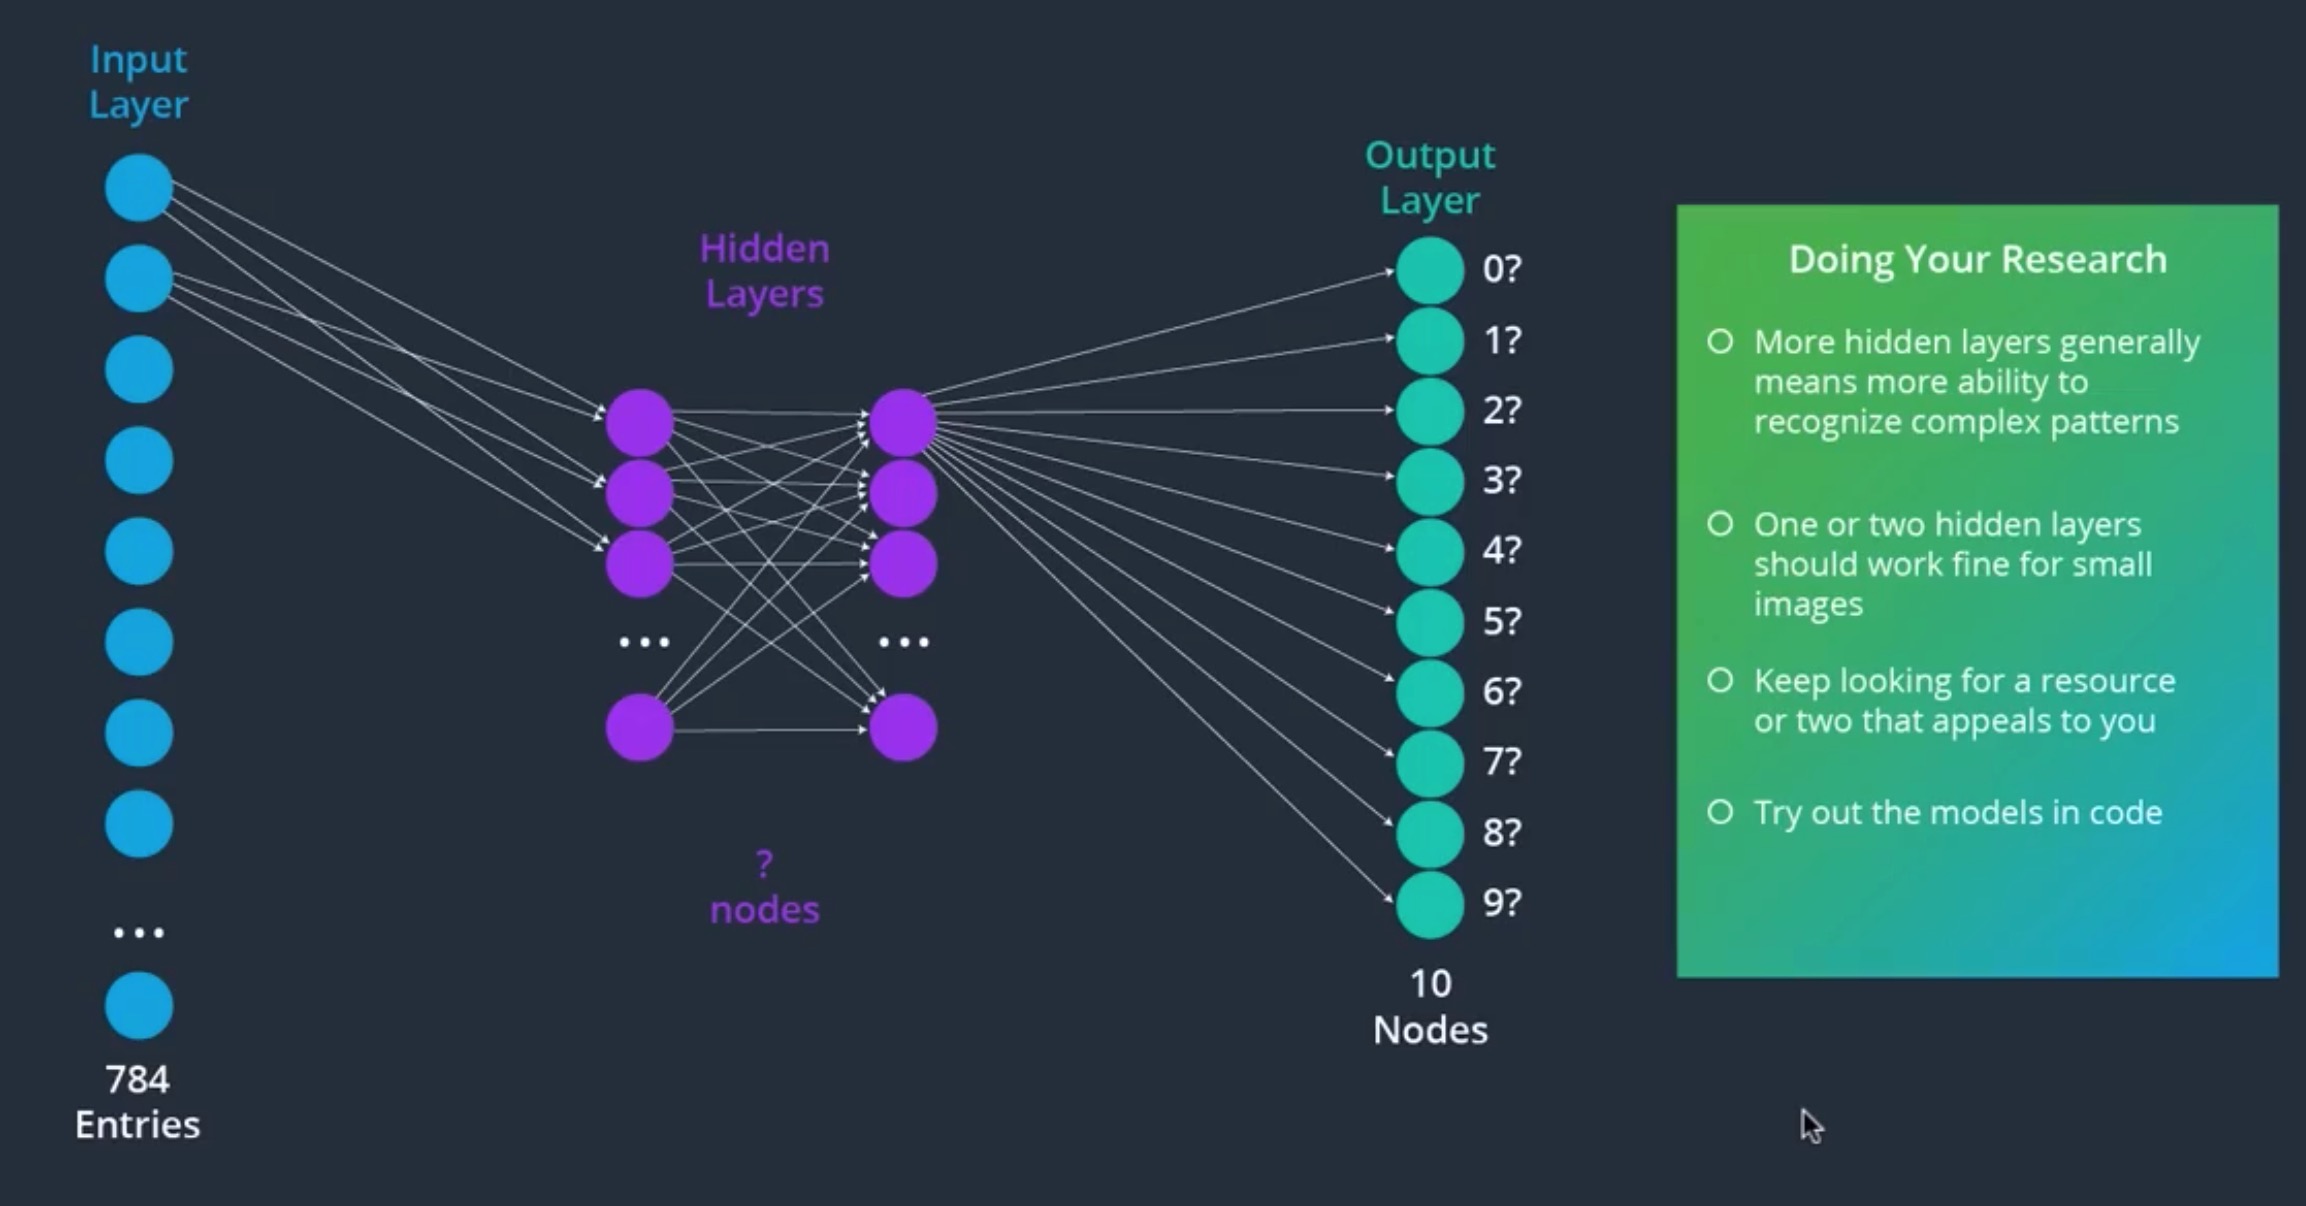 Input
Layer
Hidden
Layers
...
...
?
nodes
...
784
Entries
Output
Layer
0?
1?
2?
3?
4?
5?
6?
7?
8?
9?
10
Nodes
Doing Your Research
More hidden layers generally
means more ability to
recognize complex patterns
One or two hidden layers
should work fine for small
images
Keep looking for a resource
or two that appeals to you
Try out the models in code